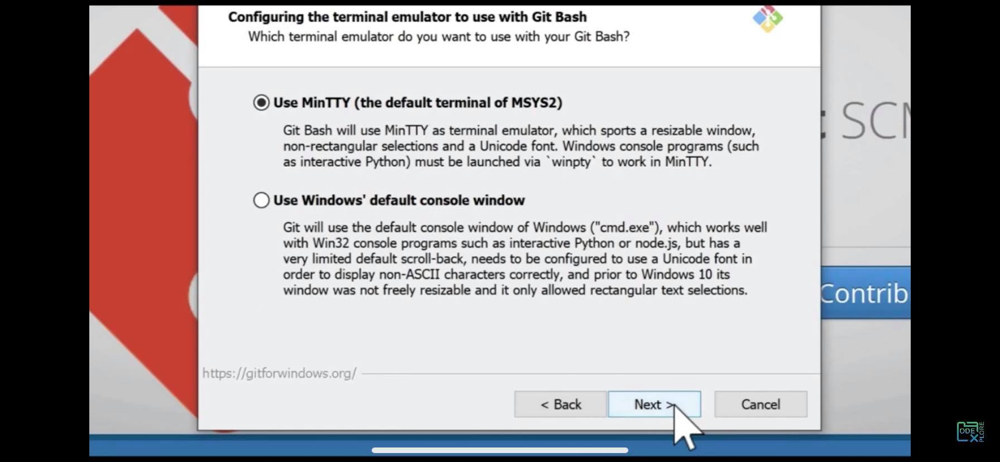 Configuring the terminal emulator to use with Git Bash
Which terminal emulator do you want to use with your Git Bash?
Use MinTTY (the default terminal of MSYS2)
Git Bash will use MinTTY as terminal emulator, which sports a resizable window,
non-rectangular selections and a Unicode font. Windows console programs (such
as interactive Python) must be launched via `winpty` to work in MinTTY.
Use Windows' default console window
Git will use the default console window of Windows ("cmd.exe"), which works well
with Win32 console programs such as interactive Python or node.js, but has a
very limited default scroll-back, needs to be configured to use a Unicode font in
order to display non-ASCII characters correctly, and prior to Windows 10 its
window was not freely resizable and it only allowed rectangular text selections.
https://gitforwindows.org/
< Back
Next >
Cancel
: SC
Contrib
CODE
XPLORE